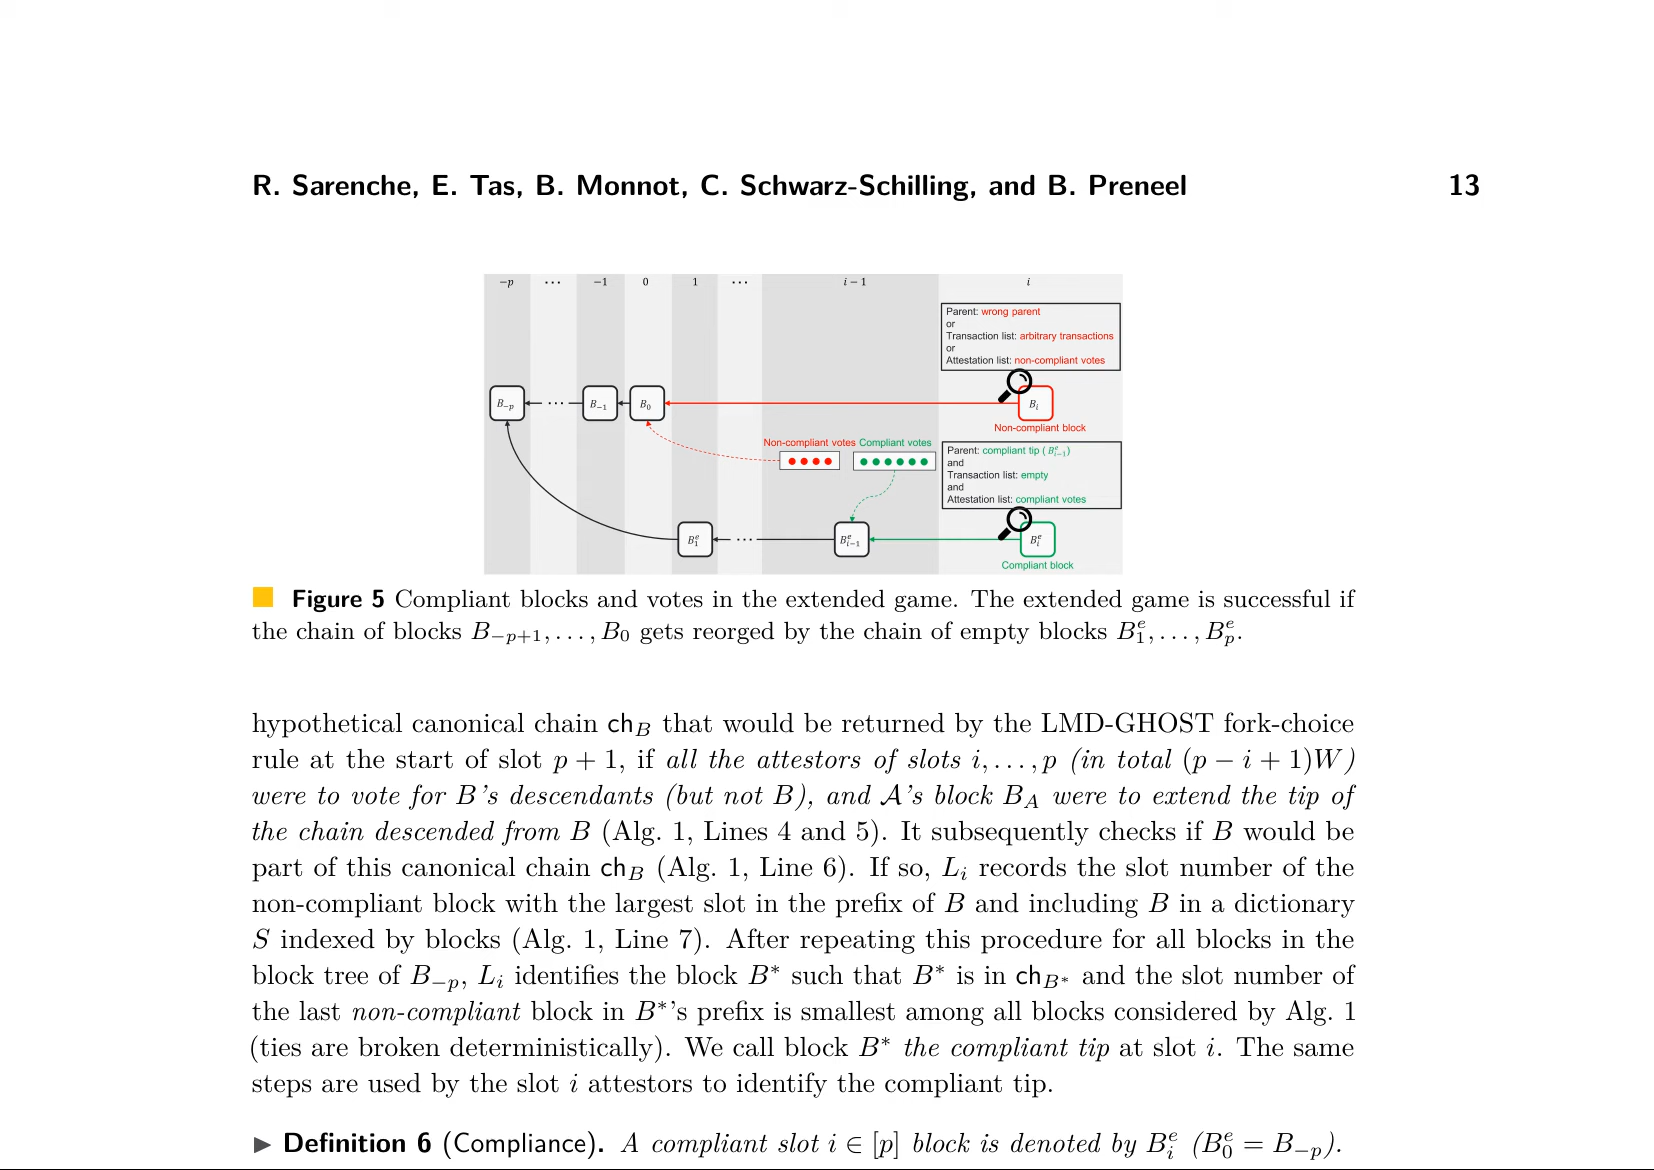 R. Sarenche, E. Tas, B. Monnot, C. Schwarz-Schilling, and B. Preneel 13
−p ⋯ −1 0 1 ⋯ i − 1 i
Parent: wrong parent
or
Transaction list: arbitrary transactions
or
Attestation list: non-compliant votes
B₋ₚ ⋯ B₋₁ B₀ Bᵢ
Non-compliant block
Non-compliant votes Compliant votes
Parent: compliant tip (Bᵉᵢ₋₁)
and
Transaction list: empty
and
Attestation list: compliant votes
Bᵉ₁ ⋯ Bᵉᵢ₋₁ Bᵉᵢ
Compliant block
Figure 5 Compliant blocks and votes in the extended game. The extended game is successful if
the chain of blocks B₋ₚ₊₁, . . . , B₀ gets reorged by the chain of empty blocks Bᵉ₁, . . . , Bᵉₚ.
hypothetical canonical chain ch_B that would be returned by the LMD-GHOST fork-choice
rule at the start of slot p + 1, if all the attestors of slots i, . . . , p (in total (p − i + 1)W)
were to vote for B's descendants (but not B), and 𝒜's block B_A were to extend the tip of
the chain descended from B (Alg. 1, Lines 4 and 5). It subsequently checks if B would be
part of this canonical chain ch_B (Alg. 1, Line 6). If so, Lᵢ records the slot number of the
non-compliant block with the largest slot in the prefix of B and including B in a dictionary
S indexed by blocks (Alg. 1, Line 7). After repeating this procedure for all blocks in the
block tree of B₋ₚ, Lᵢ identifies the block B* such that B* is in ch_B* and the slot number of
the last non-compliant block in B*'s prefix is smallest among all blocks considered by Alg. 1
(ties are broken deterministically). We call block B* the compliant tip at slot i. The same
steps are used by the slot i attestors to identify the compliant tip.
▶ Definition 6 (Compliance). A compliant slot i ∈ [p] block is denoted by Bᵉᵢ (Bᵉ₀ = B₋ₚ).